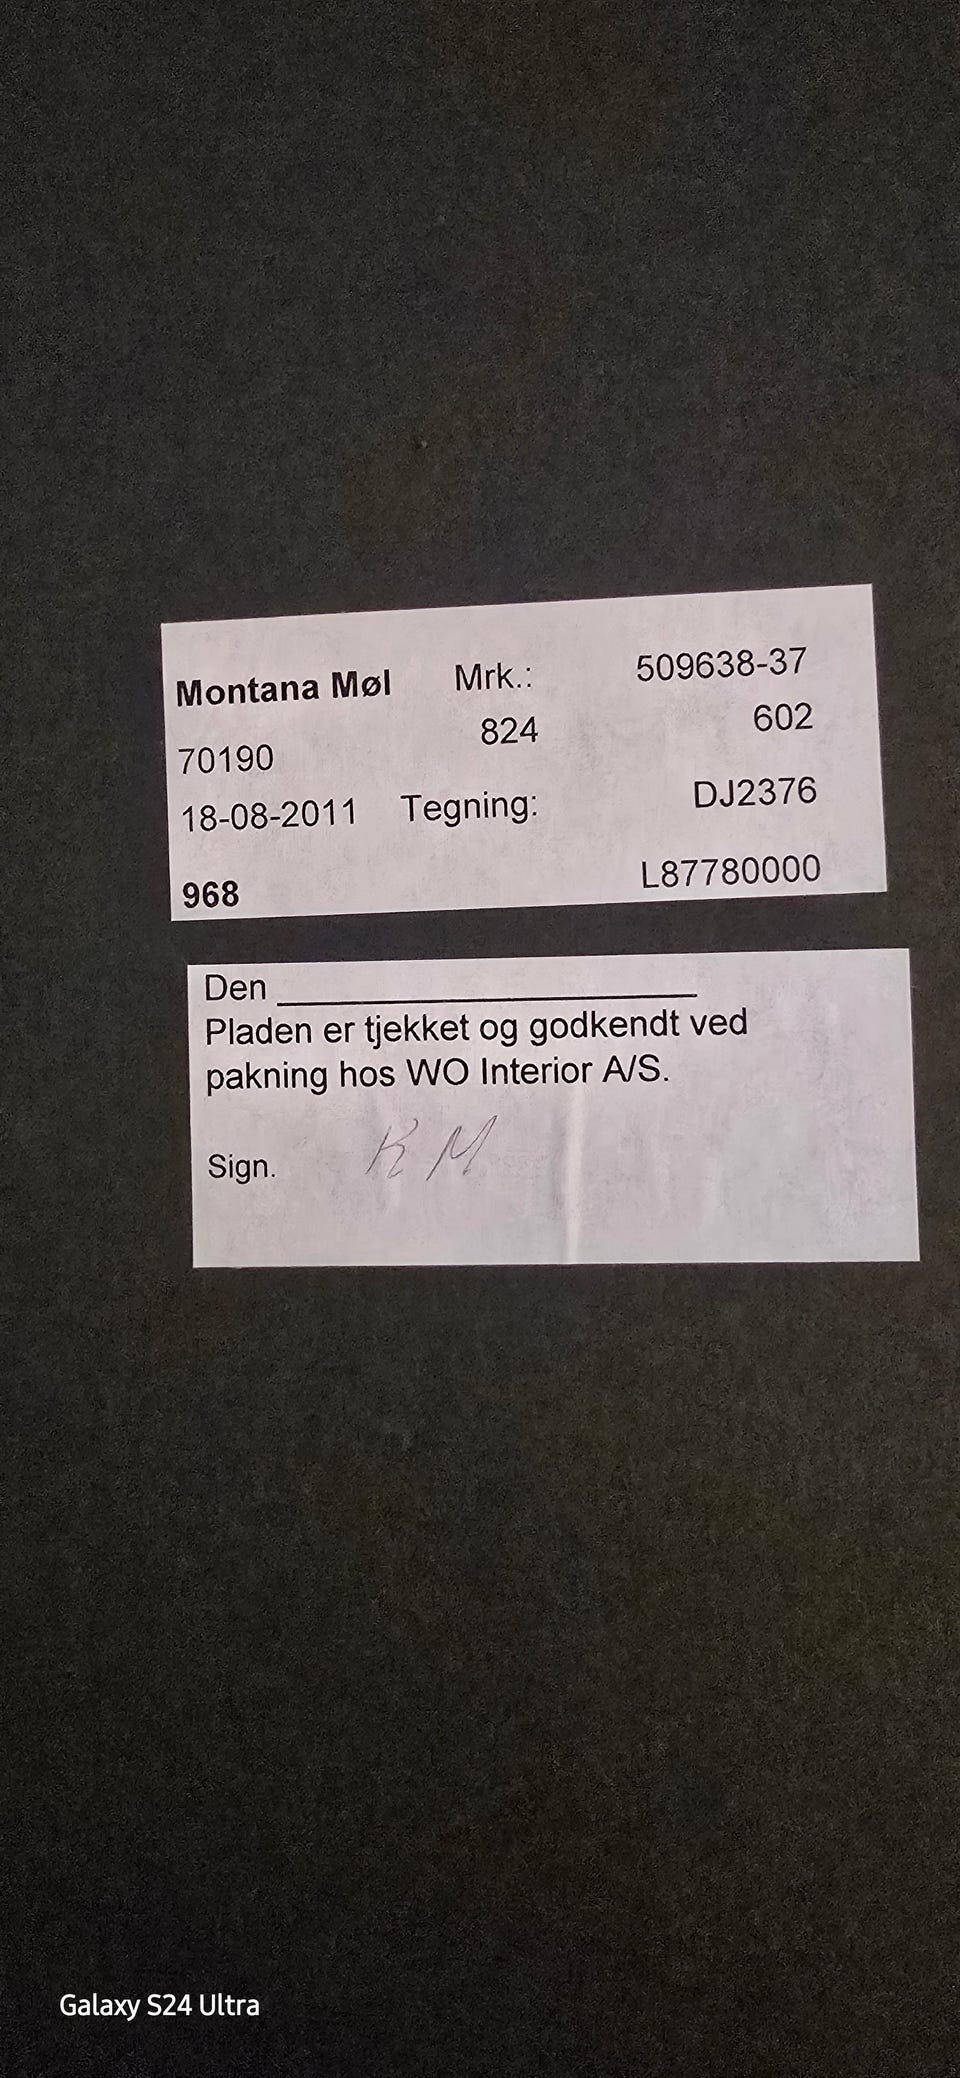 Montana Møl Mrk.: 509638-37
70190 824 602
18-08-2011 Tegning: DJ2376
968 L87780000
Den
Pladen er tjekket og godkendt ved
pakning hos WO Interior A/S.
Sign. KM
Galaxy S24 Ultra